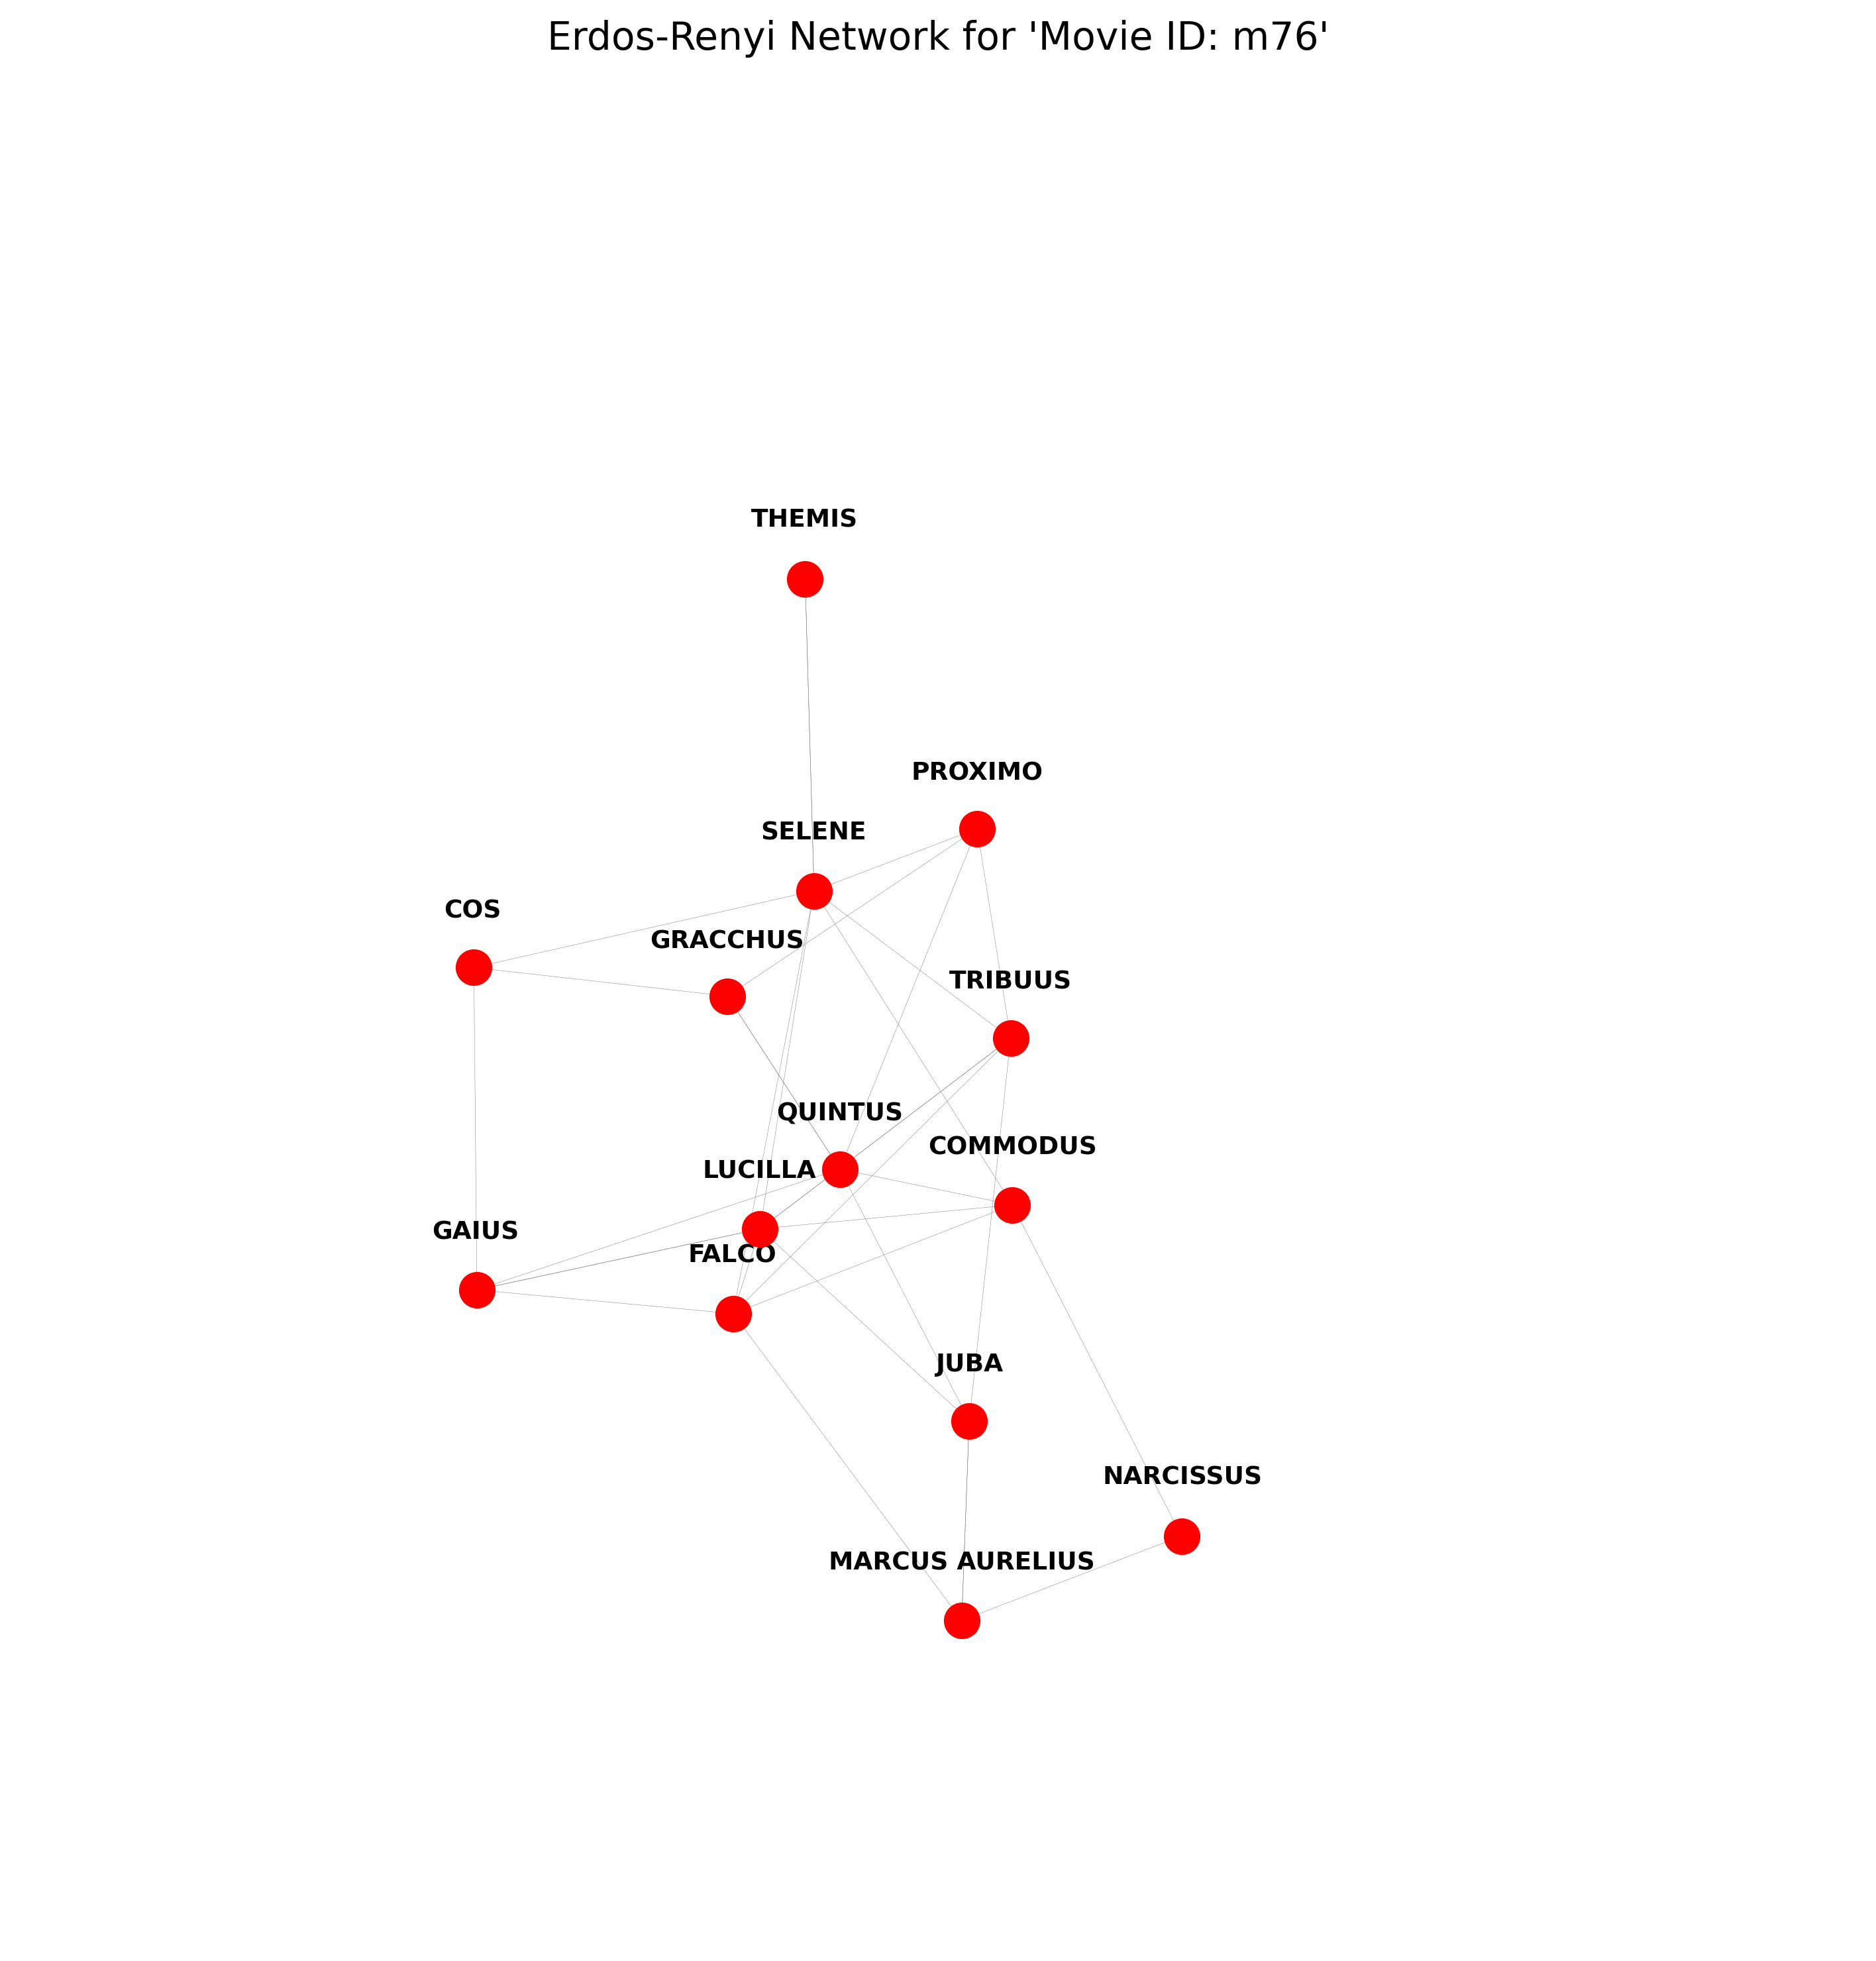 Erdos-Renyi Network for 'Movie ID: m76'
THEMIS
PROXIMO
SELENE
COS
GRACCHUS
TRIBUUS
QUINTUS
COMMODUS
LUCILLA
GAIUS
FALCO
JUBA
NARCISSUS
MARCUS AURELIUS